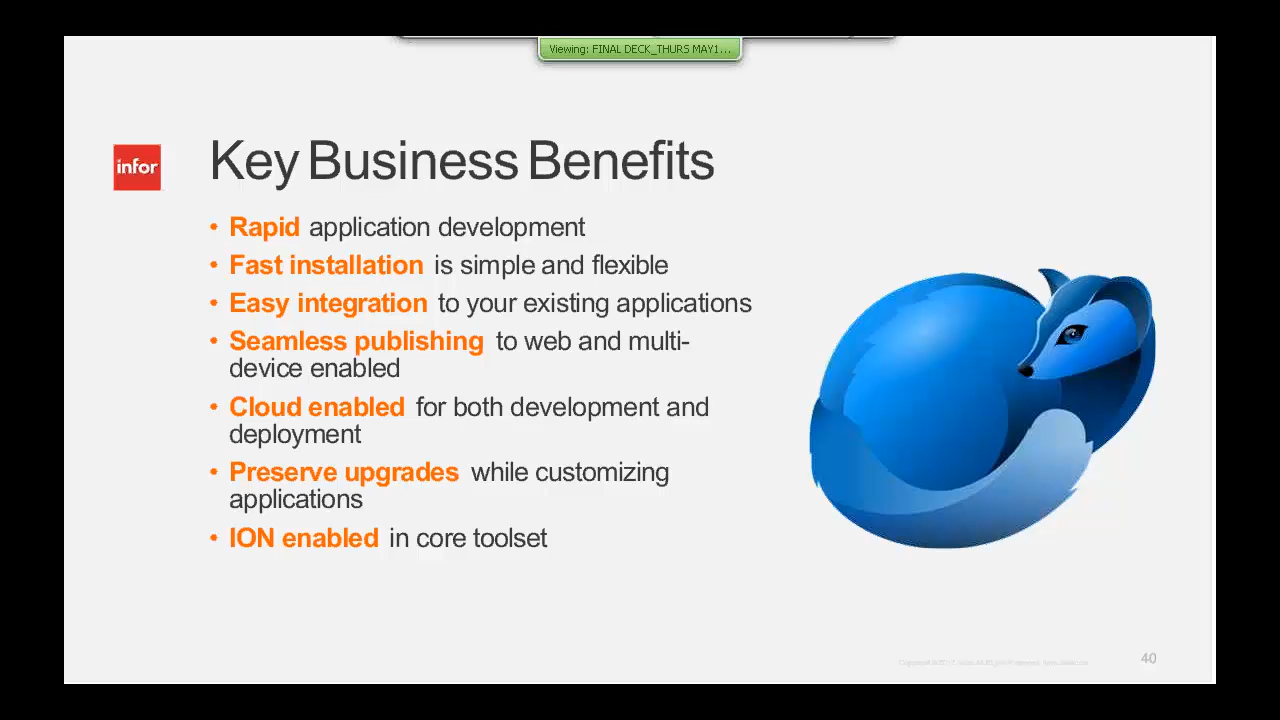 Viewing: FINAL DECK_THURS MAY1...
infor
Key Business Benefits
• Rapid application development
• Fast installation is simple and flexible
• Easy integration to your existing applications
• Seamless publishing to web and multi-
device enabled
• Cloud enabled for both development and
deployment
• Preserve upgrades while customizing
applications
• ION enabled in core toolset
40